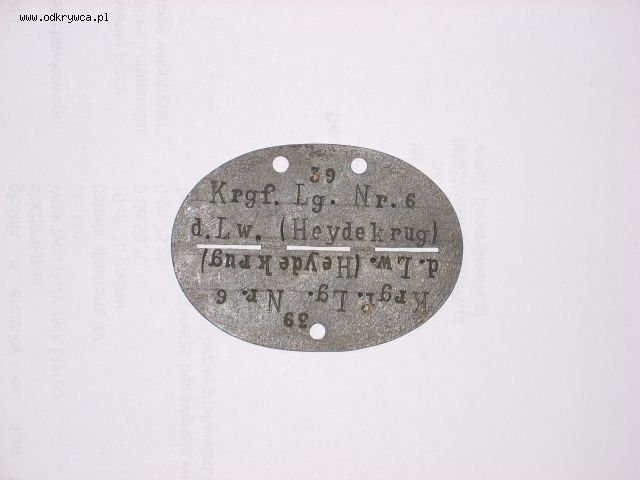 www.odkrywca.pl
39
Krgf. Lg. Nr. 6
d. Lw. (Heydekrug)
d. Lw. (Heydekrug)
Krgf. Lg. Nr. 6
39